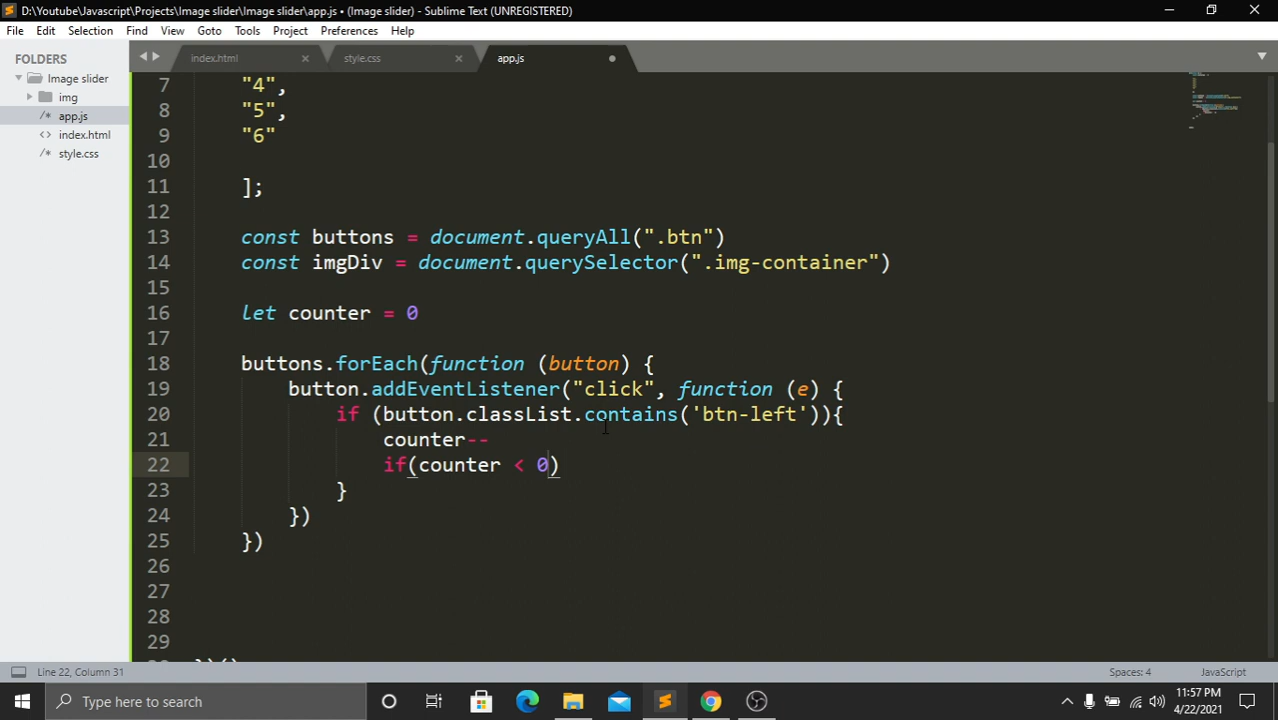 D:\Youtube\Javascript\Projects\Image slider\Image slider\app.js • (Image slider) - Sublime Text (UNREGISTERED)
File Edit Selection Find View Goto Tools Project Preferences Help
FOLDERS
Image slider
img
/* app.js
<> index.html
/* style.css
index.html × style.css × app.js
7 "4",
8 "5",
9 "6"
10
11 ];
12
13 const buttons = document.queryAll(".btn")
14 const imgDiv = document.querySelector(".img-container")
15
16 let counter = 0
17
18 buttons.forEach(function (button) {
19 button.addEventListener("click", function (e) {
20 if (button.classList.contains('btn-left')){
21 counter--
22 if(counter < 0)
23 }
24 })
25 })
26
27
28
29
Line 22, Column 31
Spaces: 4
JavaScript
Type here to search
11:57 PM
4/22/2021